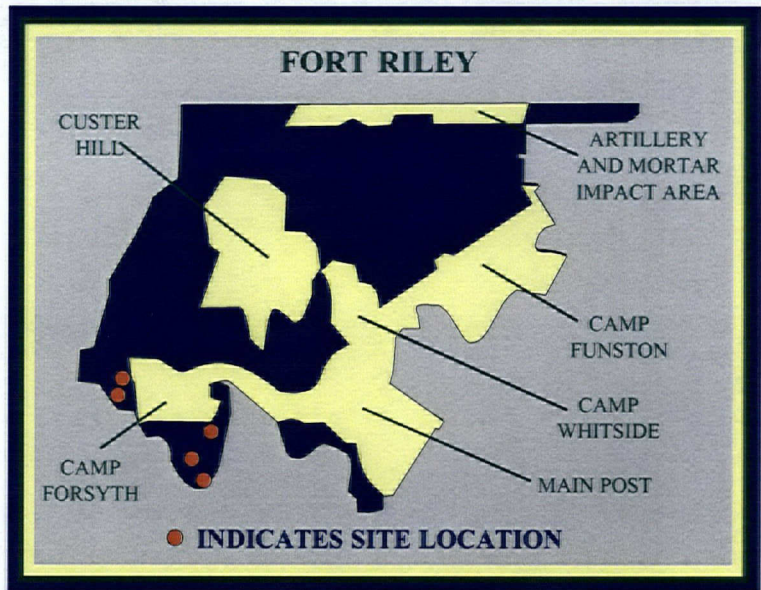 FORT RILEY
CUSTER
HILL
ARTILLERY
AND MORTAR
IMPACT AREA
CAMP
FUNSTON
CAMP
WHITSIDE
CAMP
FORSYTH
MAIN POST
INDICATES SITE LOCATION